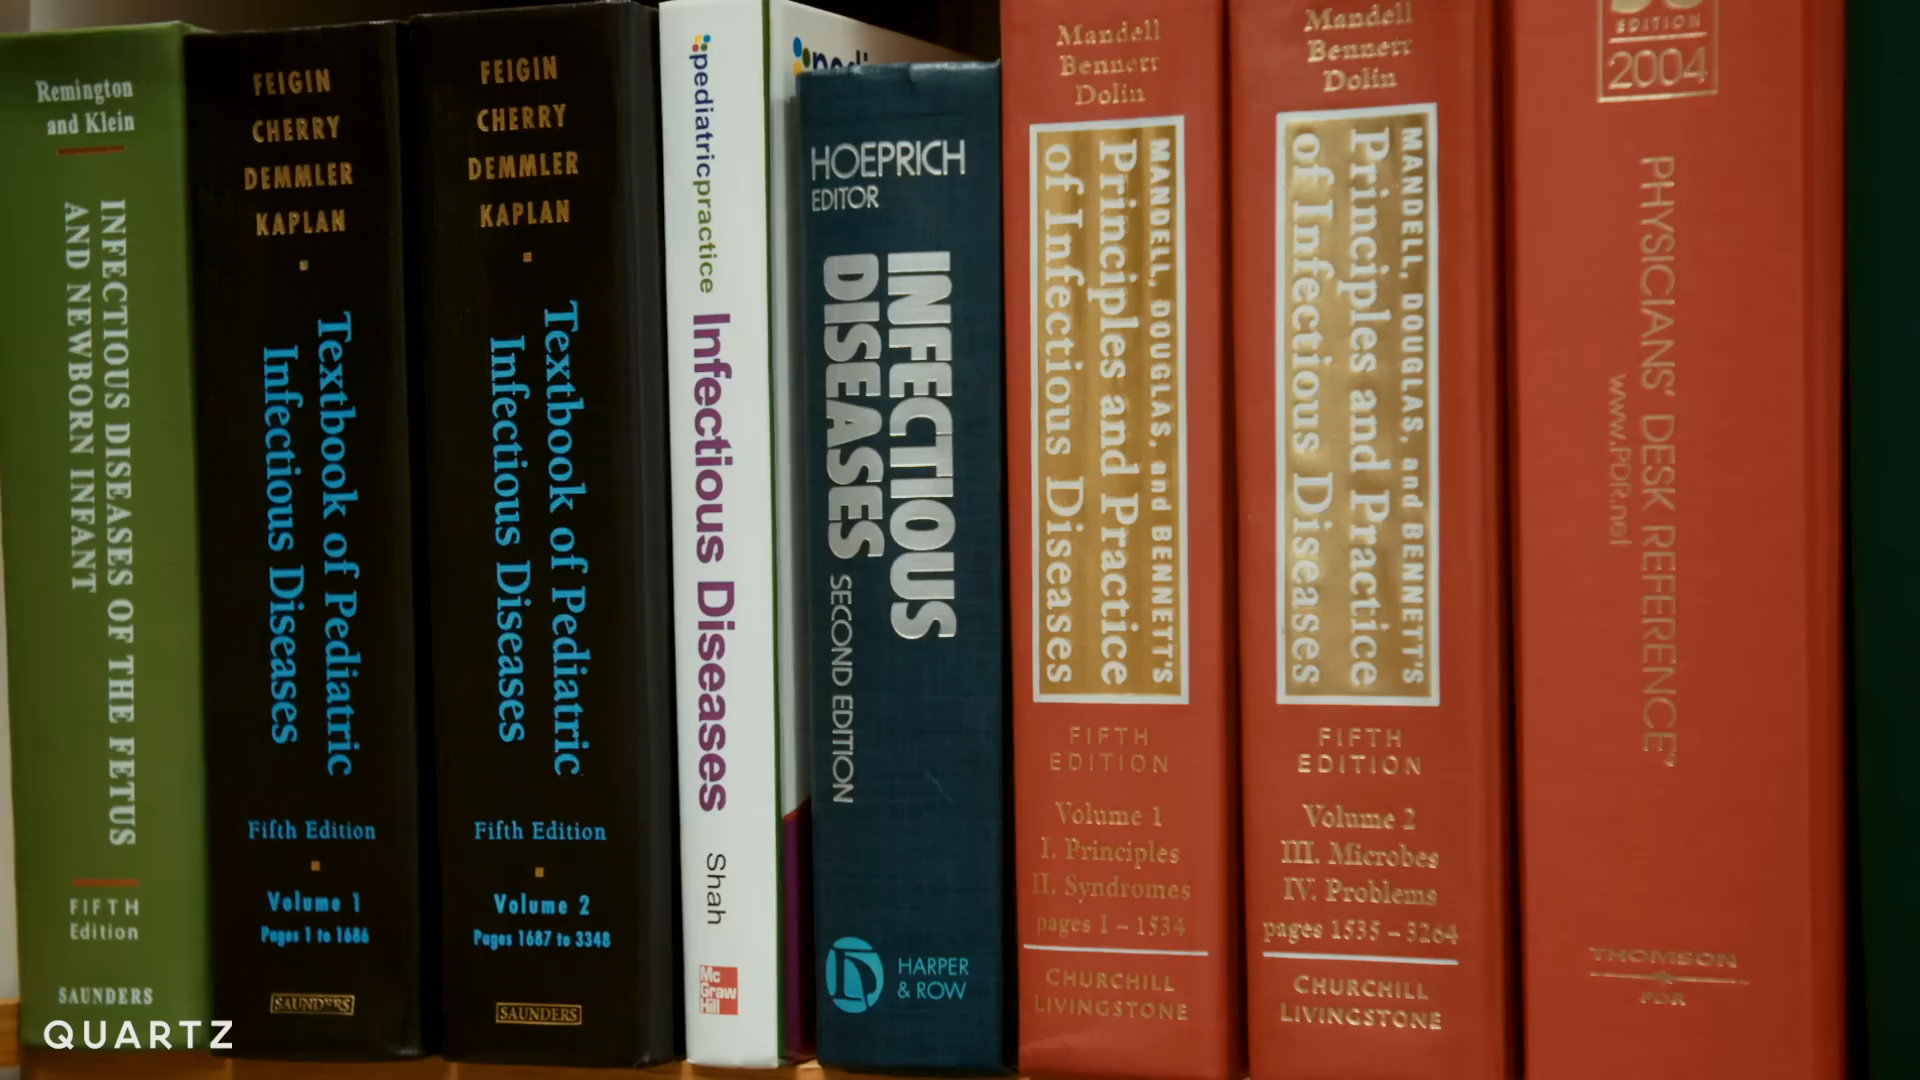 Remington
and Klein
INFECTIOUS DISEASES OF THE FETUS
AND NEWBORN INFANT
FIFTH
Edition
SAUNDERS
FEIGIN
CHERRY
DEMMLER
KAPLAN
Textbook of Pediatric
Infectious Diseases
Fifth Edition
Volume 1
Pages 1 to 1686
SAUNDERS
FEIGIN
CHERRY
DEMMLER
KAPLAN
Textbook of Pediatric
Infectious Diseases
Fifth Edition
Volume 2
Pages 1687 to 3348
SAUNDERS
pediatricpractice Infectious Diseases Shah
Mc
Graw
Hill
HOEPRICH
EDITOR
INFECTIOUS
DISEASES SECOND EDITION
HARPER
& ROW
Mandell
Bennett
Dolin
MANDELL, DOUGLAS, and BENNETT'S
Principles and Practice
of Infectious Diseases
FIFTH
EDITION
Volume 1
I. Principles
II. Syndromes
pages 1 – 1534
CHURCHILL
LIVINGSTONE
Mandell
Bennett
Dolin
MANDELL, DOUGLAS, and BENNETT'S
Principles and Practice
of Infectious Diseases
FIFTH
EDITION
Volume 2
III. Microbes
IV. Problems
pages 1535 – 3264
CHURCHILL
LIVINGSTONE
EDITION
2004
PHYSICIANS' DESK REFERENCE®
www.PDR.net
THOMSON
PDR
QUARTZ